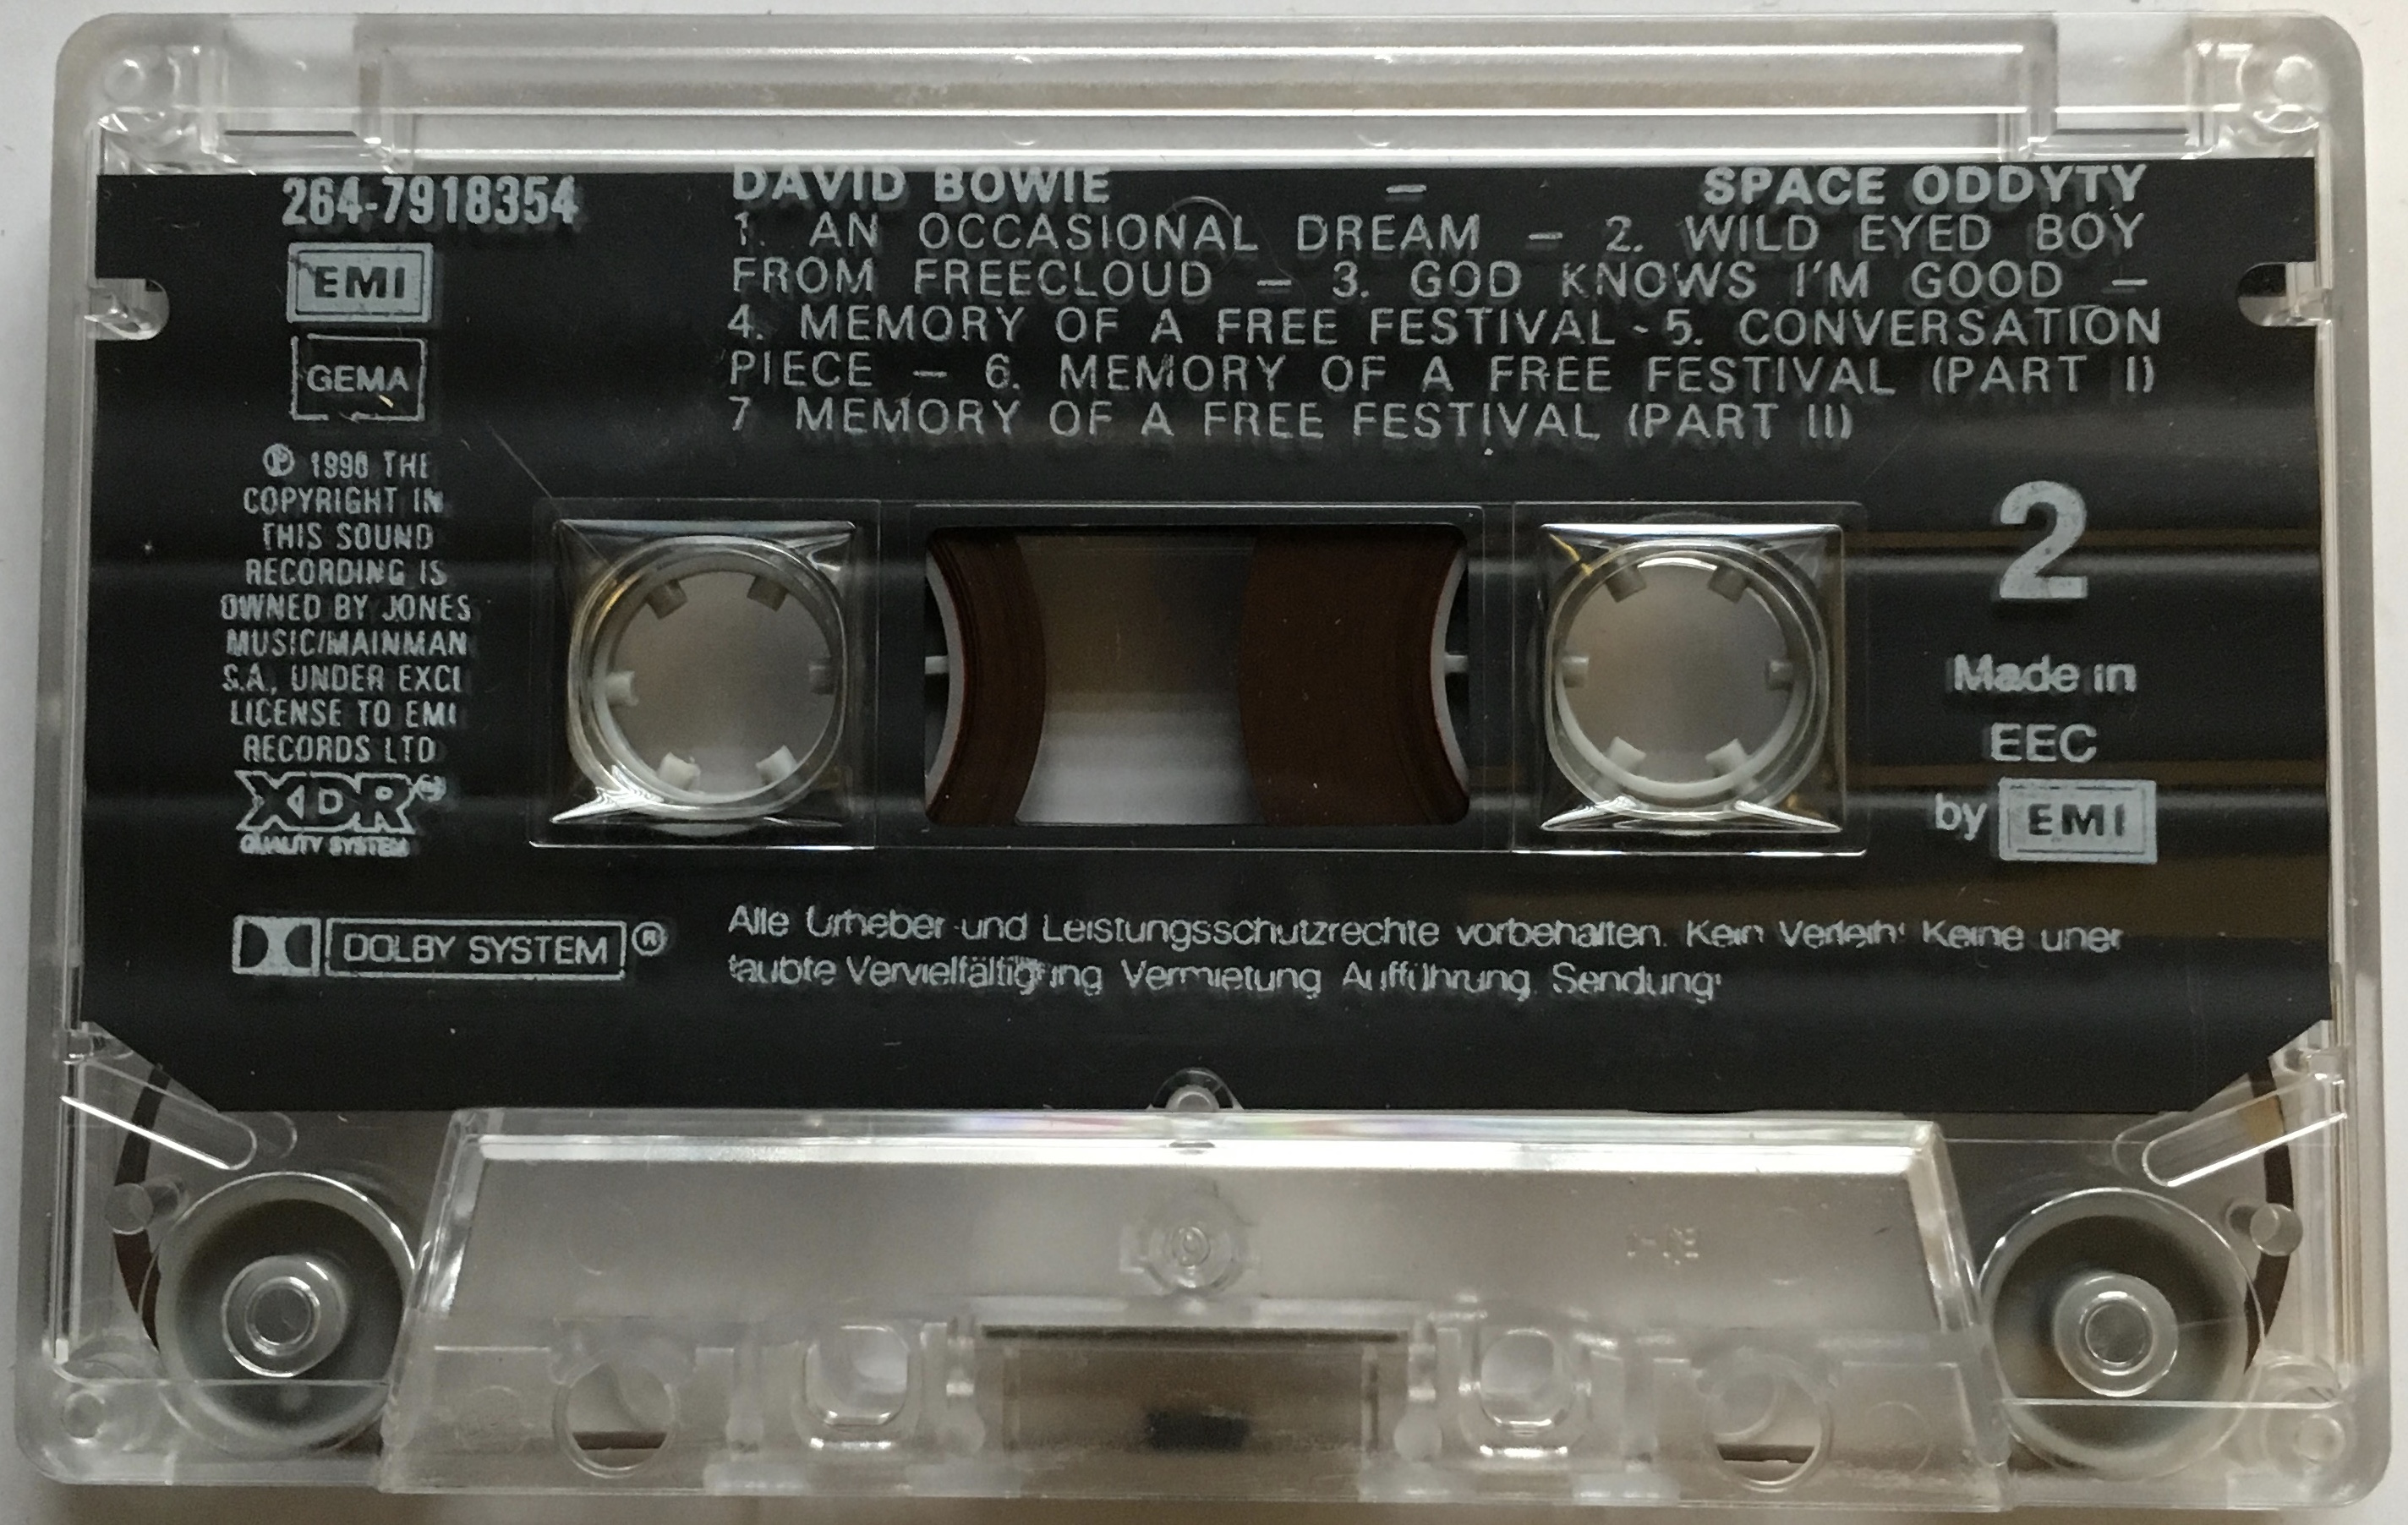 264-7918354
EMI
GEMA
Ⓟ 1990 THE
COPYRIGHT IN
THIS SOUND
RECORDING IS
OWNED BY JONES
MUSIC/MAINMAN
S.A, UNDER EXCL
LICENSE TO EMI
RECORDS LTD
XDR
QUALITY SYSTEM
DOLBY SYSTEM®
DAVID BOWIE – SPACE ODDYTY
1. AN OCCASIONAL DREAM – 2. WILD EYED BOY
FROM FREECLOUD – 3. GOD KNOWS I'M GOOD –
4. MEMORY OF A FREE FESTIVAL - 5. CONVERSATION
PIECE – 6. MEMORY OF A FREE FESTIVAL (PART I)
7 MEMORY OF A FREE FESTIVAL (PART II)
2
Made in
EEC
by EMI
Alle Urheber-und Leistungsschutzrechte vorbehalten. Kein Verleih! Keine uner
laubte Vervielfältigung Vermietung Aufführung Sendung!